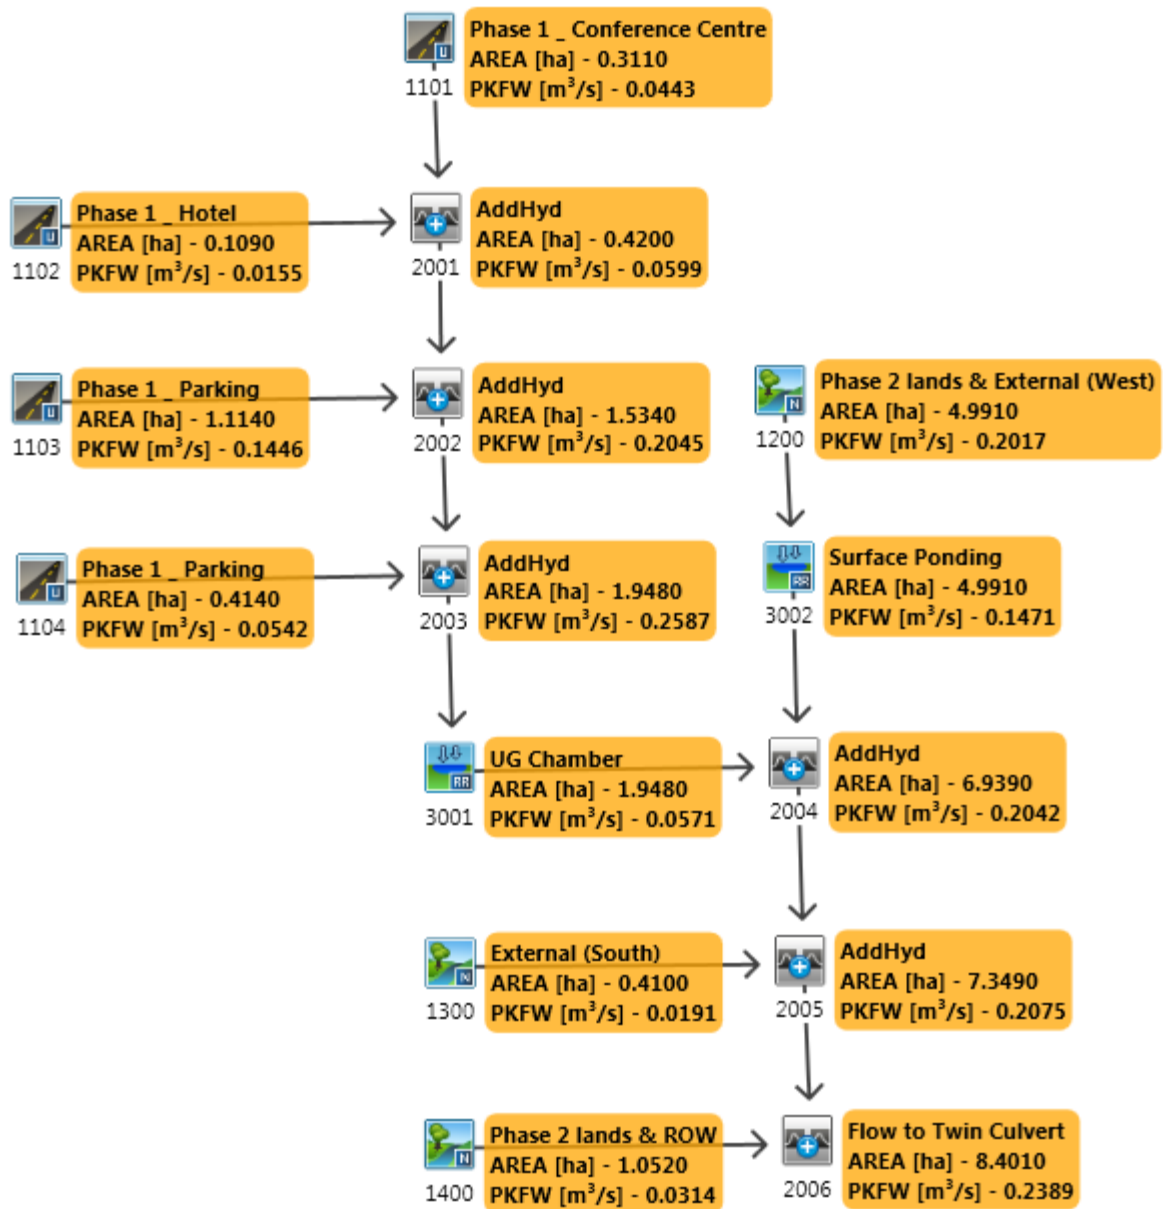 Phase 1 _ Conference Centre
AREA [ha] - 0.3110
PKFW [m³/s] - 0.0443
U
1101
Phase 1 _ Hotel
AREA [ha] - 0.1090
PKFW [m³/s] - 0.0155
U
1102
AddHyd
AREA [ha] - 0.4200
PKFW [m³/s] - 0.0599
2001
Phase 1 _ Parking
AREA [ha] - 1.1140
PKFW [m³/s] - 0.1446
U
1103
AddHyd
AREA [ha] - 1.5340
PKFW [m³/s] - 0.2045
2002
Phase 2 lands & External (West)
AREA [ha] - 4.9910
PKFW [m³/s] - 0.2017
N
1200
Phase 1 _ Parking
AREA [ha] - 0.4140
PKFW [m³/s] - 0.0542
U
1104
AddHyd
AREA [ha] - 1.9480
PKFW [m³/s] - 0.2587
2003
Surface Ponding
AREA [ha] - 4.9910
PKFW [m³/s] - 0.1471
RR
3002
UG Chamber
AREA [ha] - 1.9480
PKFW [m³/s] - 0.0571
RR
3001
AddHyd
AREA [ha] - 6.9390
PKFW [m³/s] - 0.2042
2004
External (South)
AREA [ha] - 0.4100
PKFW [m³/s] - 0.0191
N
1300
AddHyd
AREA [ha] - 7.3490
PKFW [m³/s] - 0.2075
2005
Phase 2 lands & ROW
AREA [ha] - 1.0520
PKFW [m³/s] - 0.0314
N
1400
Flow to Twin Culvert
AREA [ha] - 8.4010
PKFW [m³/s] - 0.2389
2006